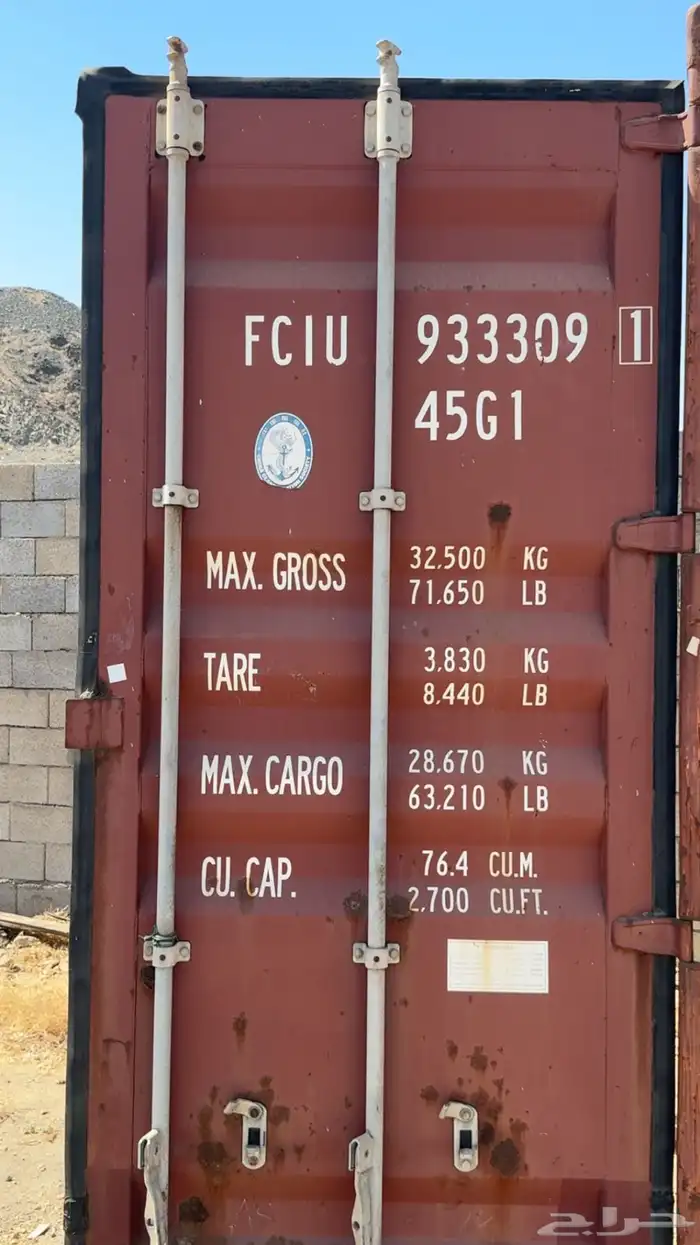 FCIU 933309 1
45G1
MAX. GROSS 32,500 KG
71,650 LB
TARE 3,830 KG
8,440 LB
MAX. CARGO 28,670 KG
63,210 LB
CU. CAP. 76.4 CU.M.
2,700 CU.FT.
حراج